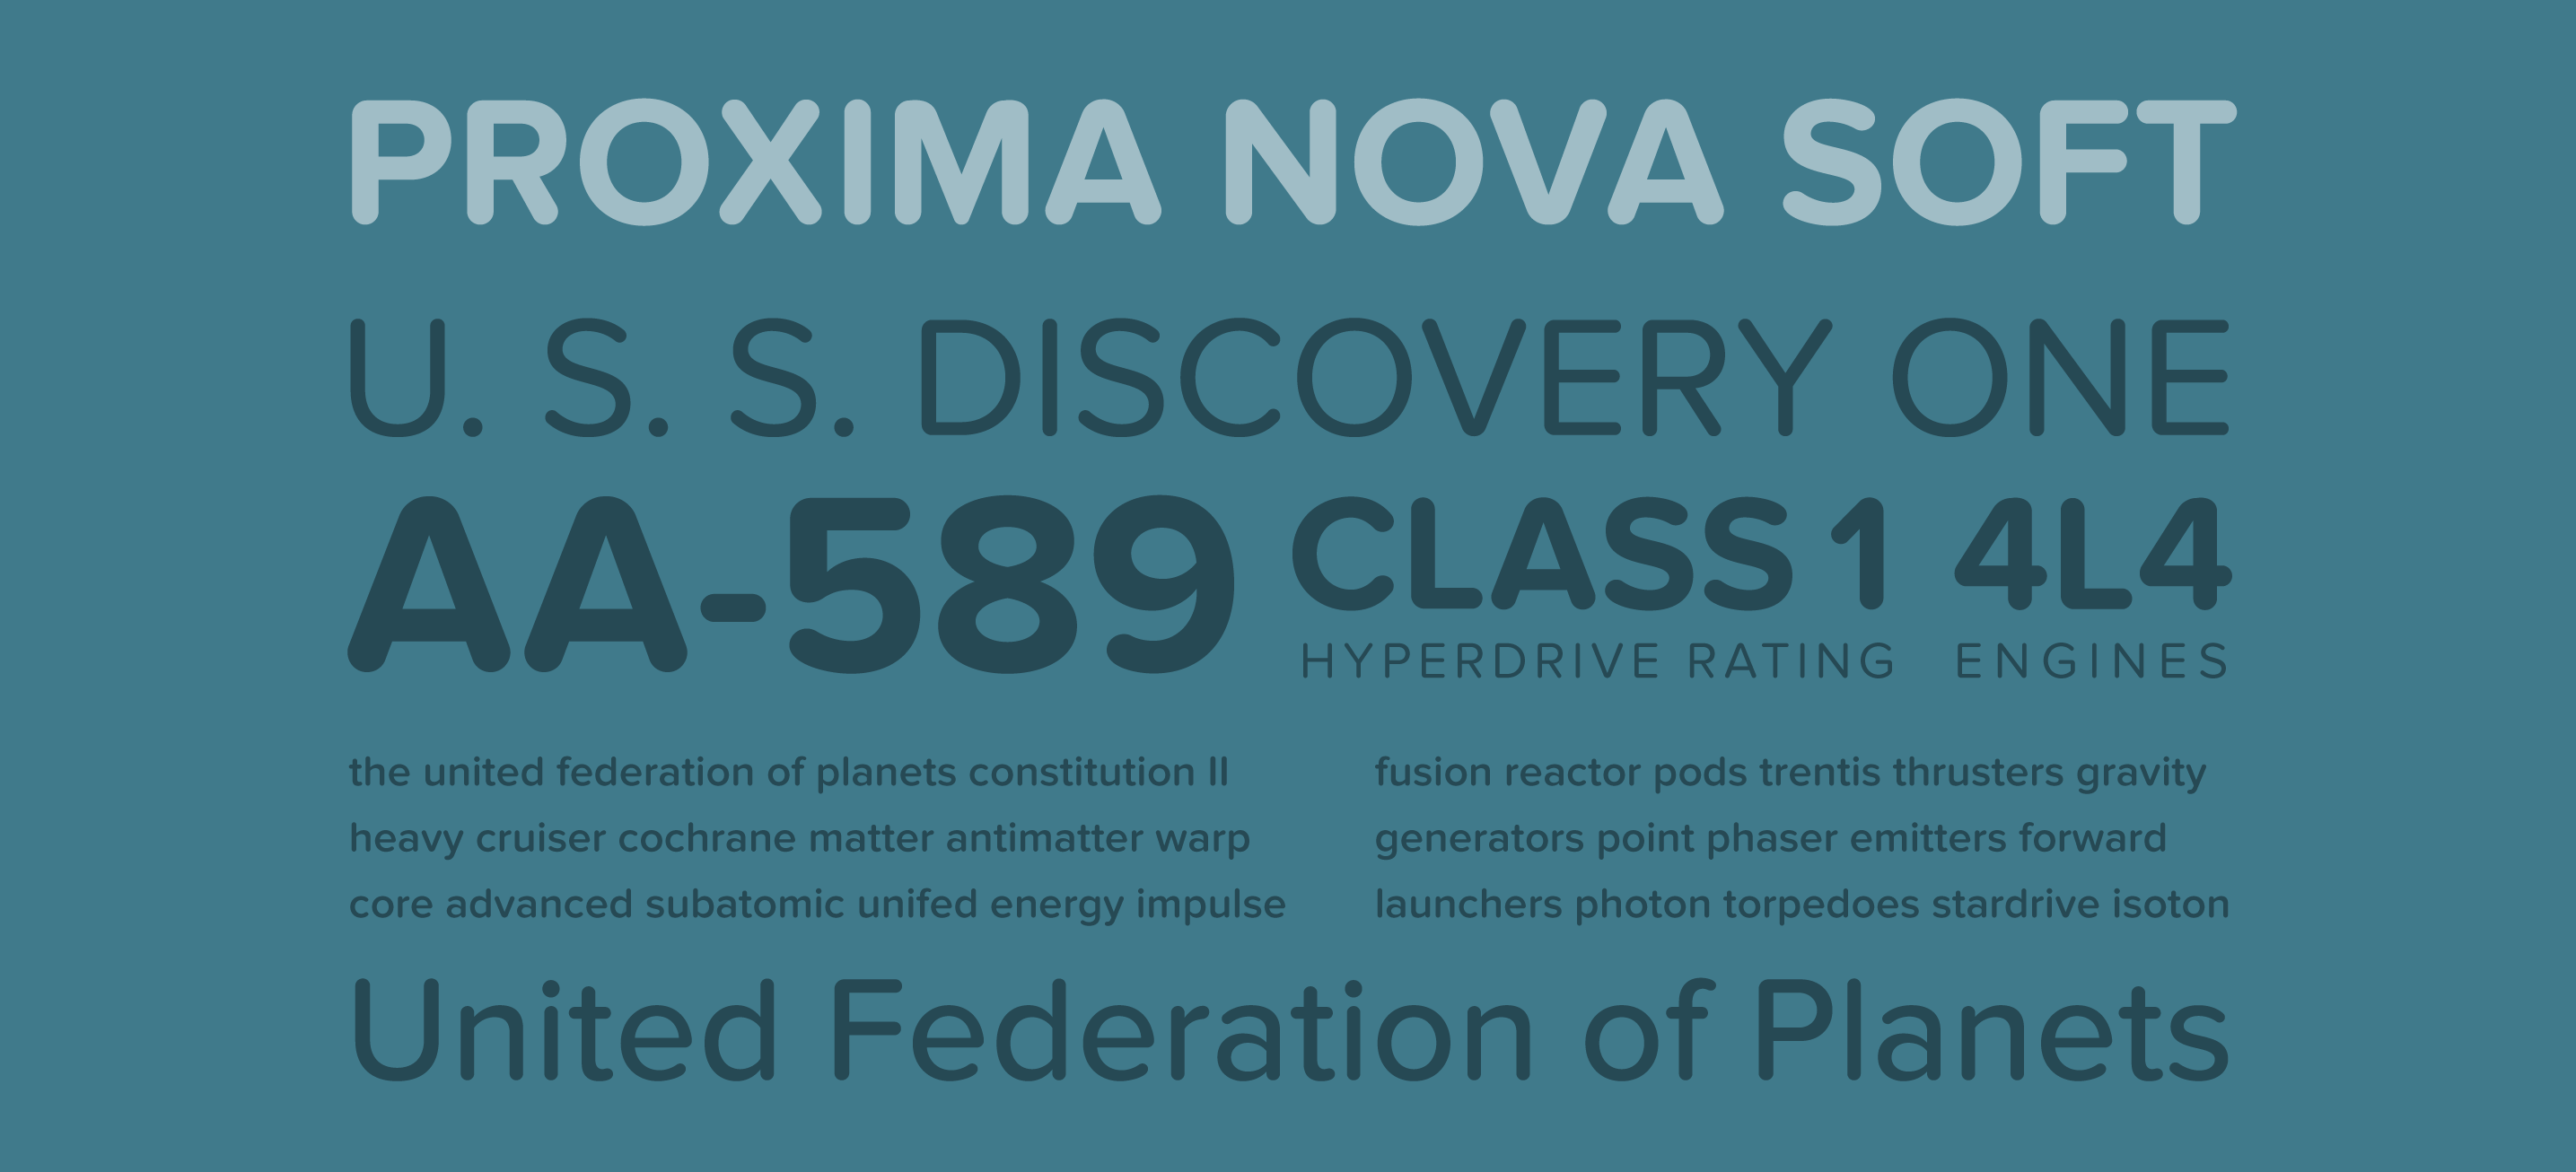 PROXIMA NOVA SOFT
U. S. S. DISCOVERY ONE
AA-589
CLASS 1
HYPERDRIVE RATING
4L4
ENGINES
the united federation of planets constitution ll
heavy cruiser cochrane matter antimatter warp
core advanced subatomic unifed energy impulse
fusion reactor pods trentis thrusters gravity
generators point phaser emitters forward
launchers photon torpedoes stardrive isoton
United Federation of Planets